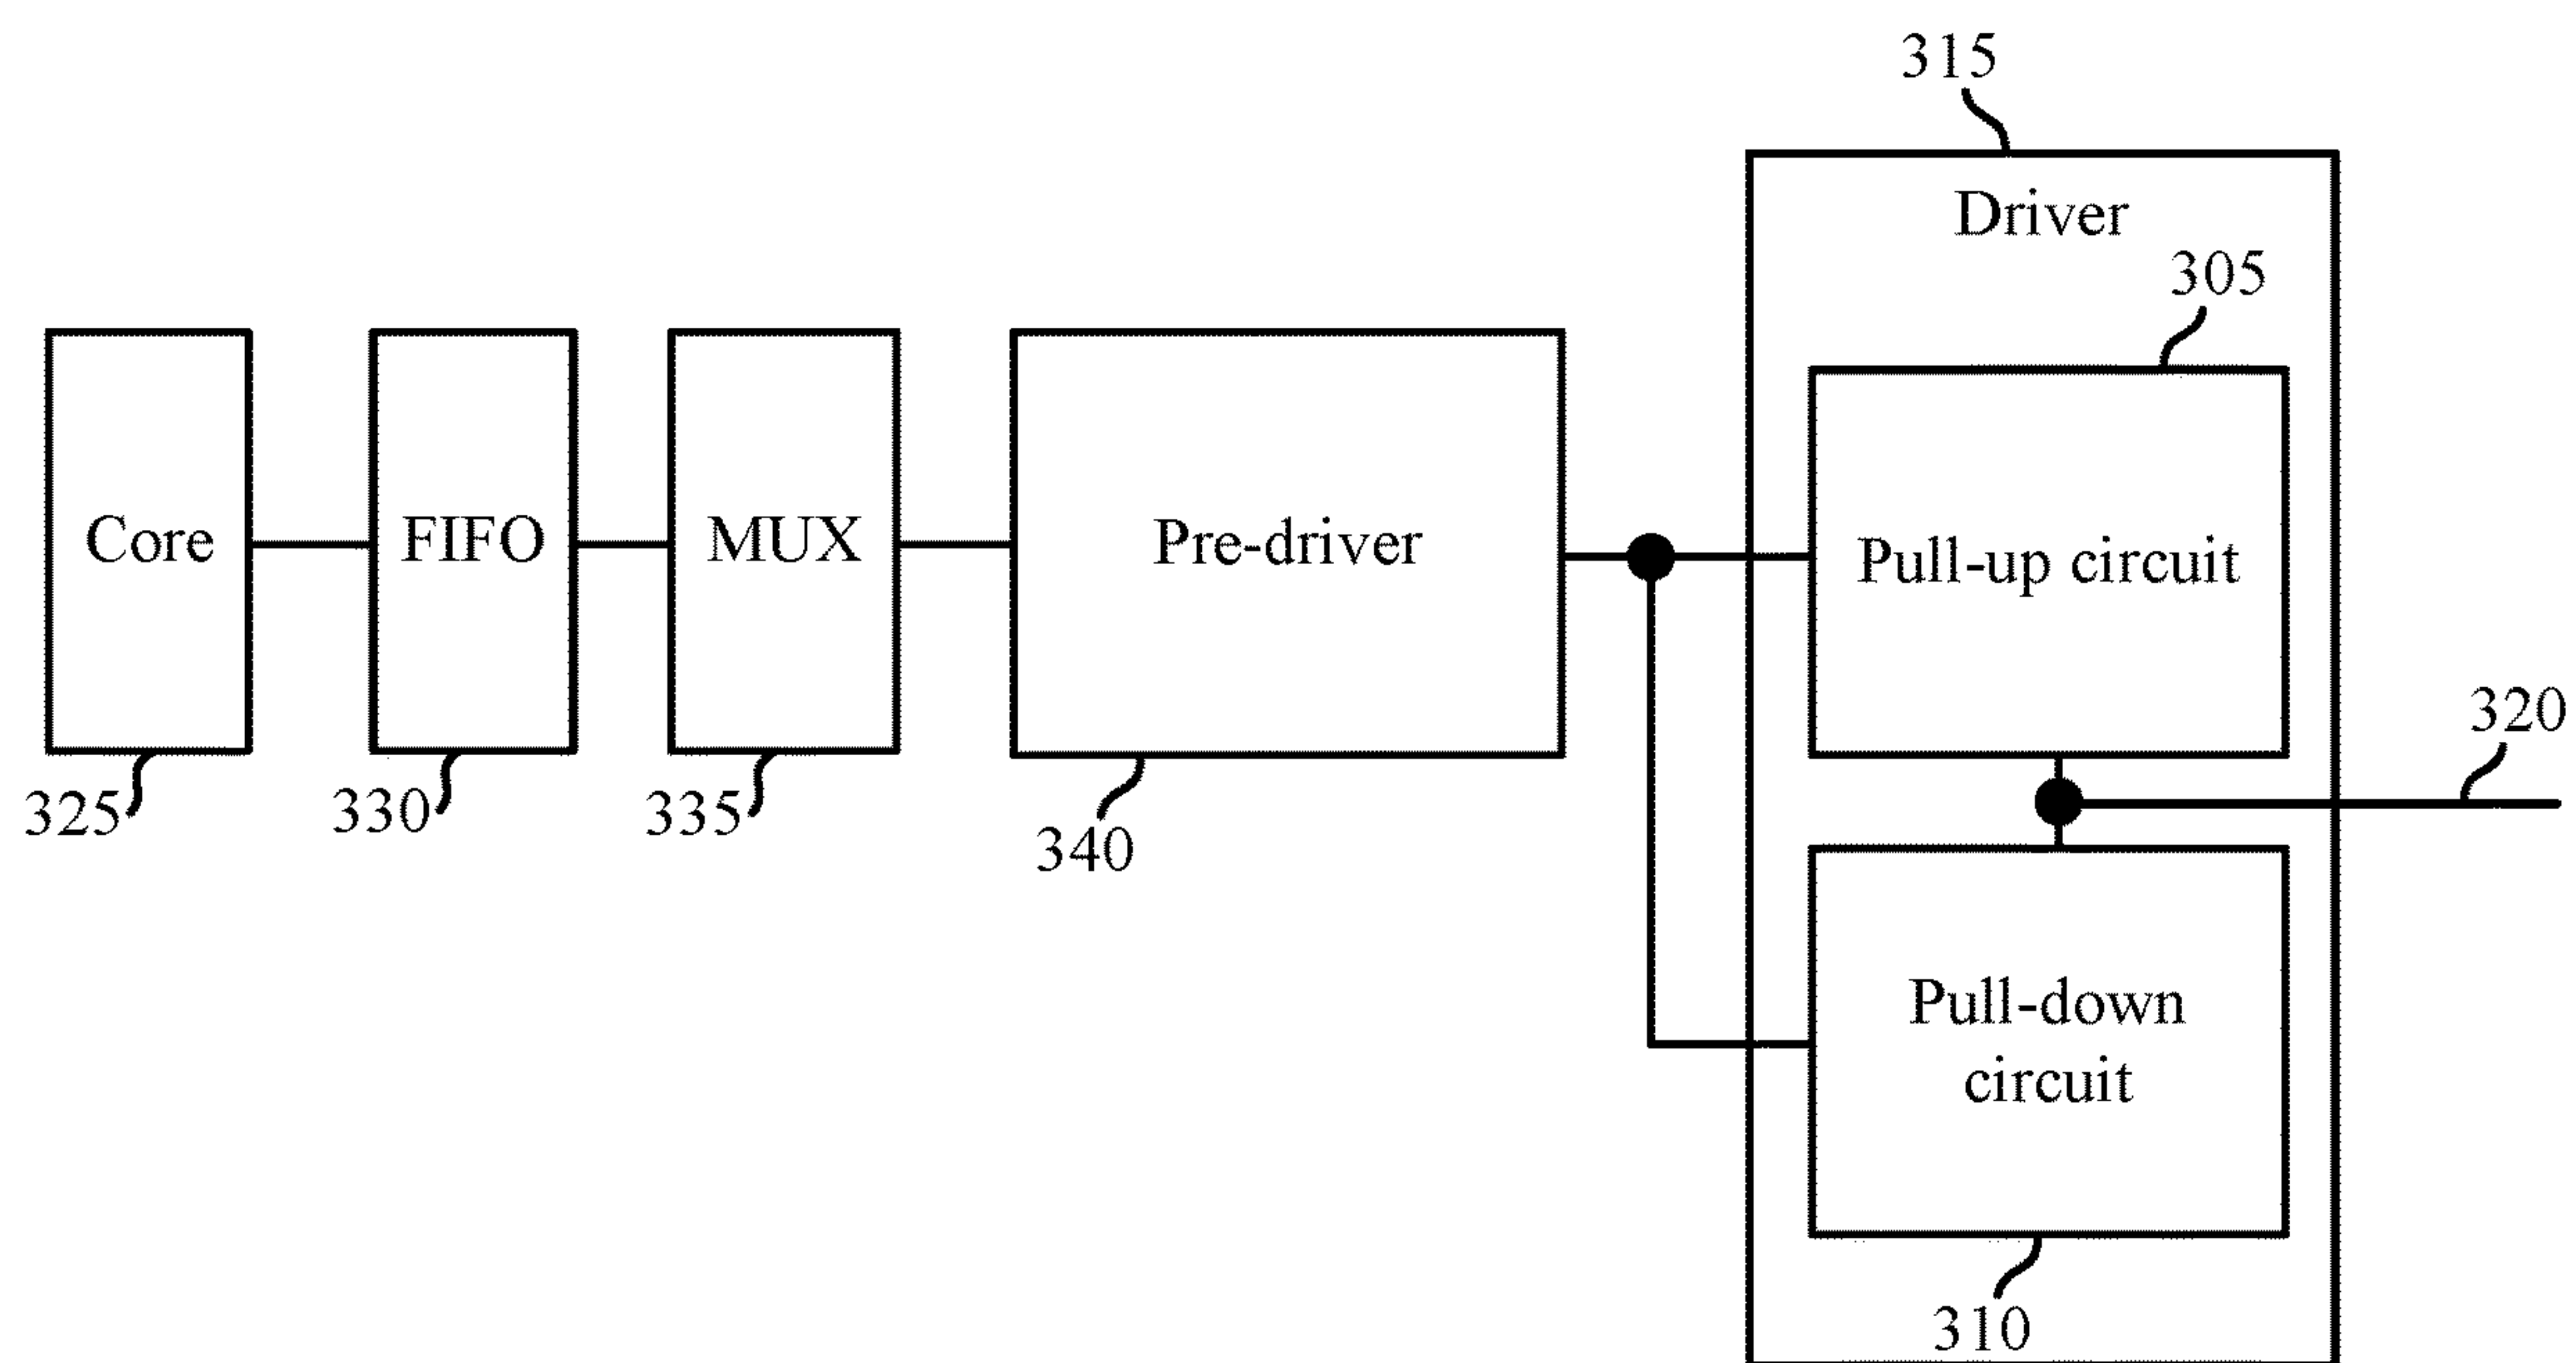 315
Driver
305
Core
FIFO
MUX
Pre-driver
Pull-up circuit
320
325
330
335
340
Pull-down
circuit
310